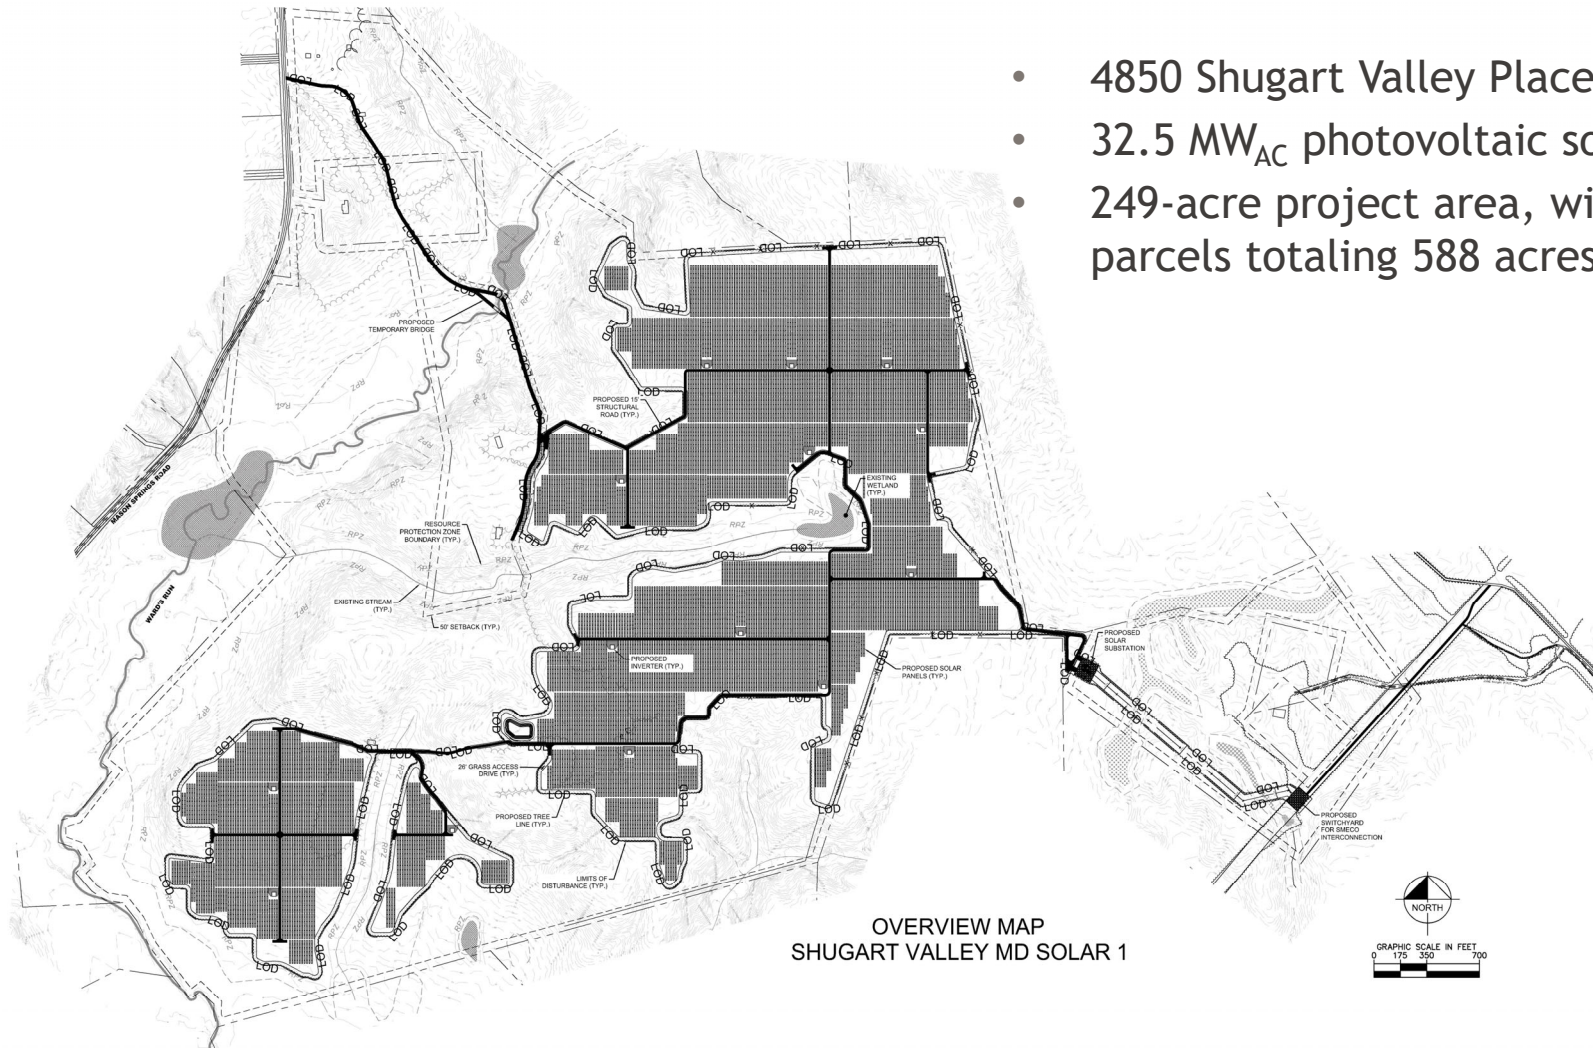 • 4850 Shugart Valley Place
• 32.5 MWAC photovoltaic so
• 249-acre project area, wi
parcels totaling 588 acres
PROPOSED
TEMPORARY BRIDGE
PROPOSED 15'
STRUCTURAL
ROAD (TYP.)
MASON SPRINGS ROAD
EXISTING
WETLAND
(TYP.)
RESOURCE
PROTECTION ZONE
BOUNDARY (TYP.)
WARD'S RUN
EXISTING STREAM
(TYP.)
50' SETBACK (TYP.)
PROPOSED
SOLAR
SUBSTATION
PROPOSED
INVERTER (TYP.)
PROPOSED SOLAR
PANELS (TYP.)
26' GRASS ACCESS
DRIVE (TYP.)
PROPOSED TREE
LINE (TYP.)
LIMITS OF
DISTURBANCE (TYP.)
PROPOSED
SWITCHYARD
FOR SMECO
INTERCONNECTION
LOD
RPZ
OVERVIEW MAP
SHUGART VALLEY MD SOLAR 1
NORTH
GRAPHIC SCALE IN FEET
0 175 350 700